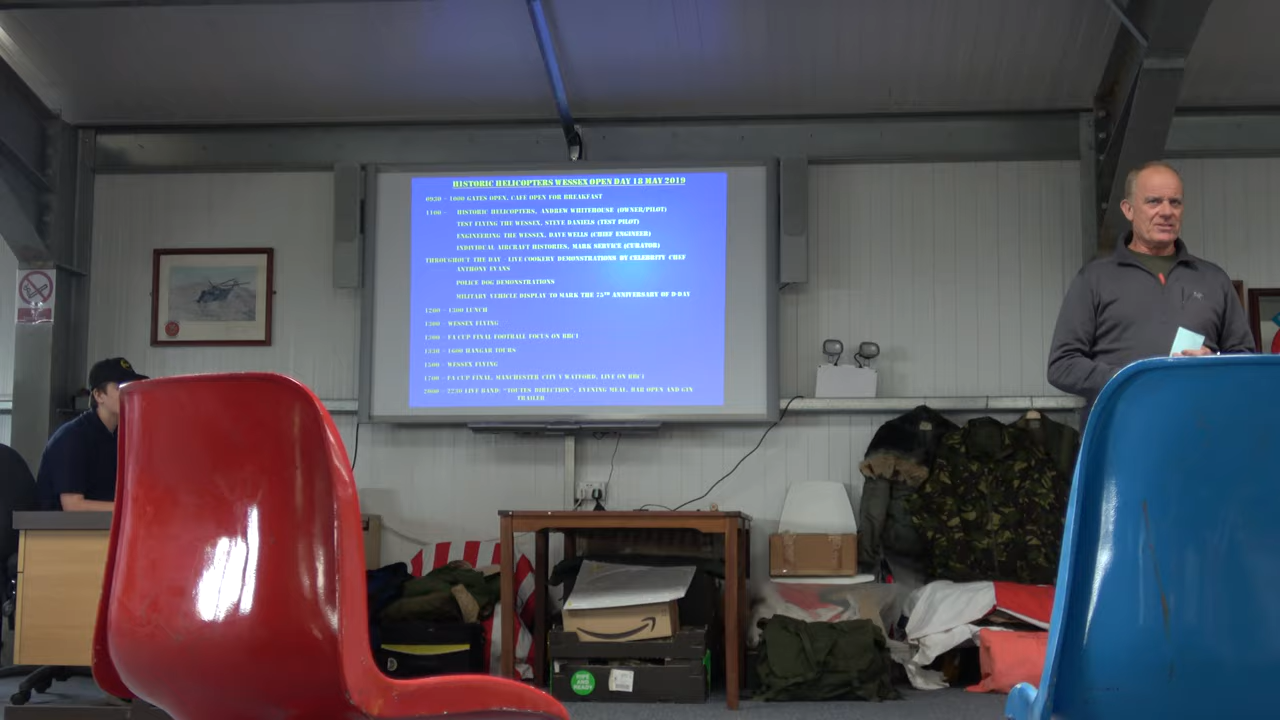 HISTORIC HELICOPTERS WESSEX OPEN DAY 18 MAY 2019
0930 - 1000 GATES OPEN, CAFE OPEN FOR BREAKFAST
1100 - HISTORIC HELICOPTERS, ANDREW WHITEHOUSE (OWNER/PILOT)
TEST FLYING THE WESSEX, STEVE DANIELS (TEST PILOT)
ENGINEERING THE WESSEX, DAVE WELLS (CHIEF ENGINEER)
INDIVIDUAL AIRCRAFT HISTORIES, MARK SERVICE (CURATOR)
THROUGHOUT THE DAY - LIVE COOKERY DEMONSTRATIONS BY CELEBRITY CHEF
ANTHONY EVANS
POLICE DOG DEMONSTRATIONS
MILITARY VEHICLE DISPLAY TO MARK THE 75TH ANNIVERSARY OF D-DAY
1200 - 1300 LUNCH
1300 - WESSEX FLYING
1300 - FA CUP FINAL FOOTBALL FOCUS ON BBC1
1330 - 1600 HANGAR TOURS
1500 - WESSEX FLYING
1700 - FA CUP FINAL, MANCHESTER CITY V WATFORD, LIVE ON BBC1
2000 - 2230 LIVE BAND: "DIRECTION", EVENING MEAL, BAR OPEN AND GIN
TRAILER
RIPE AND READY